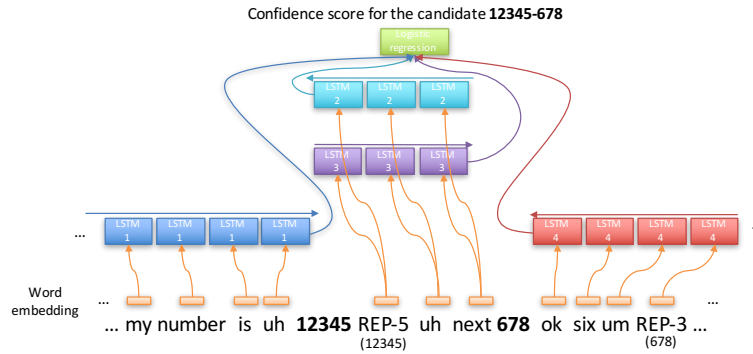 Confidence score for the candidate 12345-678
Logistic
regression
LSTM LSTM LSTM
2 2 2
LSTM LSTM LSTM
3 3 3
LSTM LSTM LSTM LSTM
1 1 1 1
LSTM LSTM LSTM LSTM
4 4 4 4
...
Word
embedding
... ...
... my number is uh 12345 REP-5 uh next 678 ok six um REP-3 ...
(12345) (678)